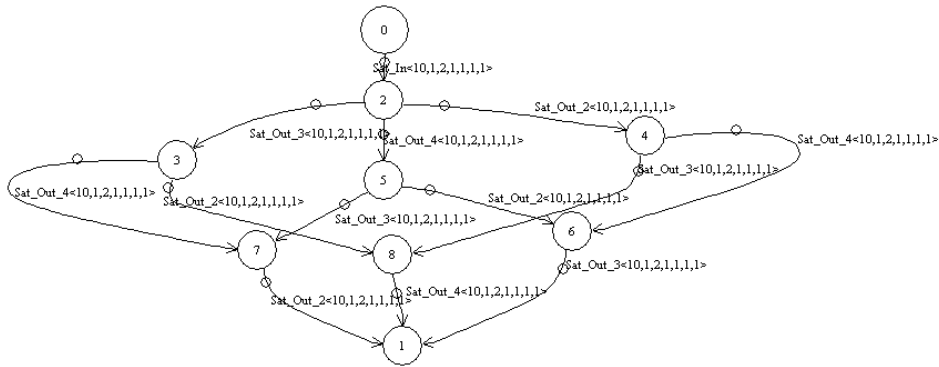 0
Sat_In<10,1,2,1,1,1,1>
2
Sat_Out_2<10,1,2,1,1,1,1>
Sat_Out_3<10,1,2,1,1,1,1>
Sat_Out_4<10,1,2,1,1,1,1>
4
Sat_Out_4<10,1,2,1,1,1,1>
3
Sat_Out_3<10,1,2,1,1,1,1>
5
Sat_Out_4<10,1,2,1,1,1,1>
Sat_Out_2<10,1,2,1,1,1,1>
Sat_Out_2<10,1,2,1,1,1,1>
Sat_Out_3<10,1,2,1,1,1,1>
6
7
8
Sat_Out_3<10,1,2,1,1,1,1>
Sat_Out_2<10,1,2,1,1,1,1>
Sat_Out_4<10,1,2,1,1,1,1>
1